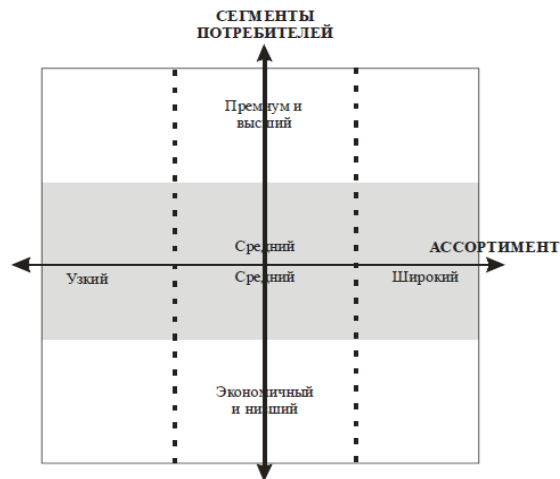 СЕГМЕНТЫ
ПОТРЕБИТЕЛЕЙ
Премиум и
высший
Средний
АССОРТИМЕНТ
Узкий
Средний
Широкий
Экономичный
и низший